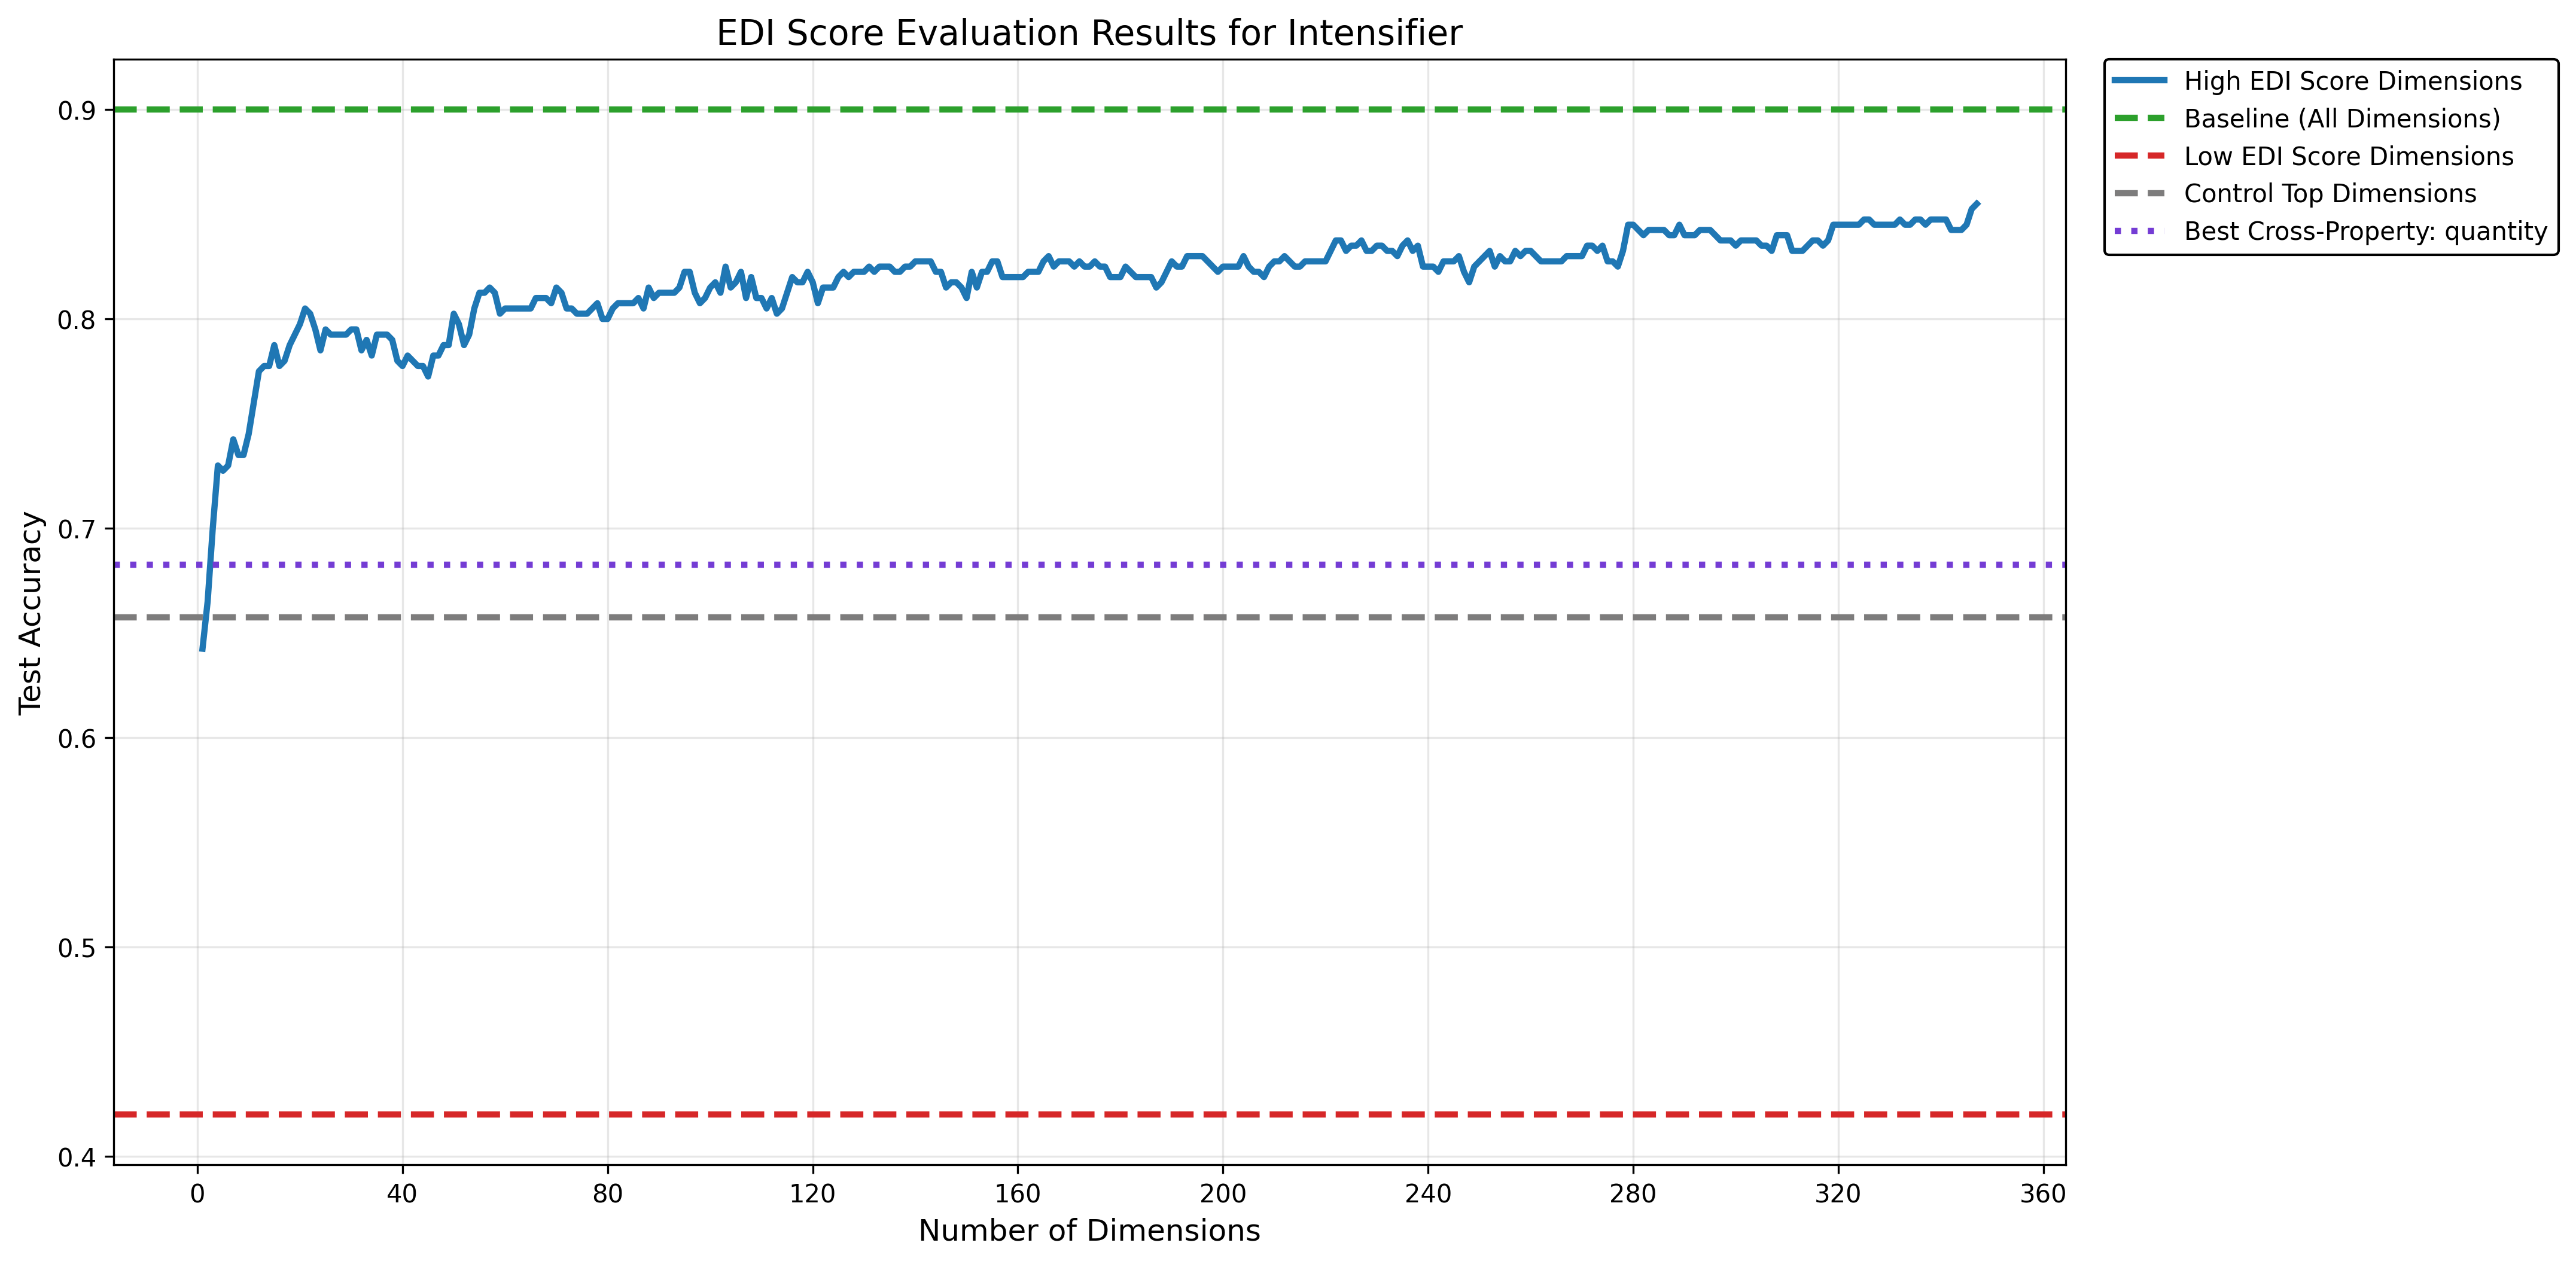 EDI Score Evaluation Results for Intensifier
High EDI Score Dimensions
Baseline (All Dimensions)
Low EDI Score Dimensions
Control Top Dimensions
Best Cross-Property: quantity
Test Accuracy
0.9
0.8
0.7
0.6
0.5
0.4
0 40 80 120 160 200 240 280 320 360
Number of Dimensions